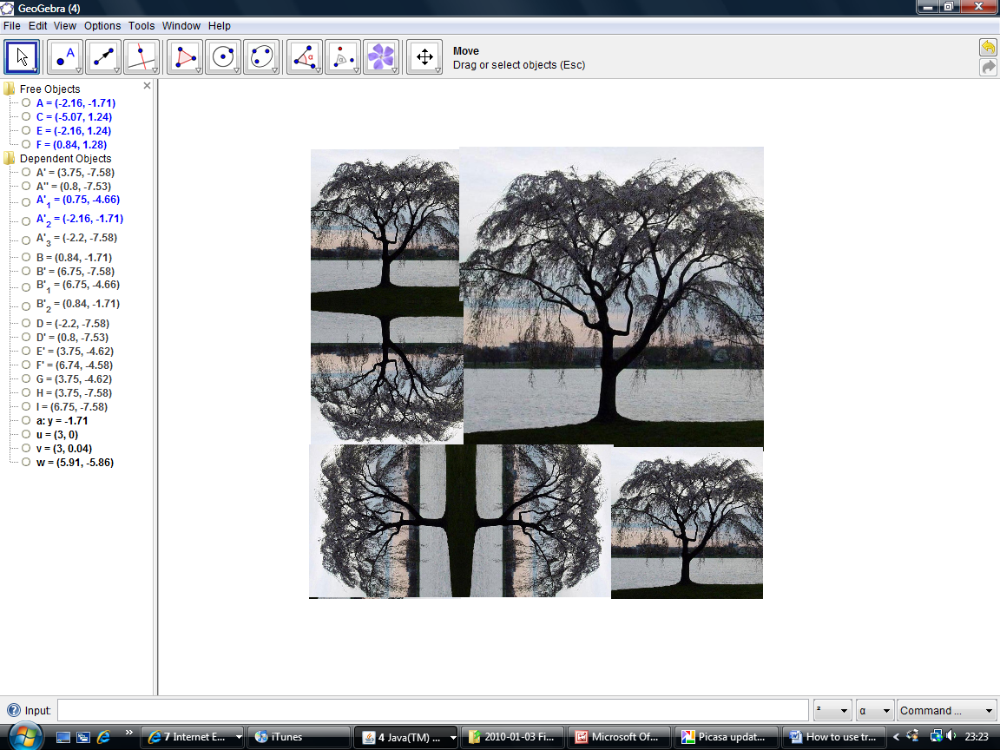 GeoGebra (4)
File Edit View Options Tools Window Help
A
α
α
Move
Drag or select objects (Esc)
Free Objects
A = (-2.16, -1.71)
C = (-5.07, 1.24)
E = (-2.16, 1.24)
F = (0.84, 1.28)
Dependent Objects
A' = (3.75, -7.58)
A'' = (0.8, -7.53)
A'₁ = (0.75, -4.66)
A'₂ = (-2.16, -1.71)
A'₃ = (-2.2, -7.58)
B = (0.84, -1.71)
B' = (6.75, -7.58)
B'₁ = (6.75, -4.66)
B'₂ = (0.84, -1.71)
D = (-2.2, -7.58)
D' = (0.8, -7.53)
E' = (3.75, -4.62)
F' = (6.74, -4.58)
G = (3.75, -4.62)
H = (3.75, -7.58)
I = (6.75, -7.58)
a: y = -1.71
u = (3, 0)
v = (3, 0.04)
w = (5.91, -5.86)
Input: ² α Command ...
7 Internet E... iTunes 4 Java(TM) ... 2010-01-03 Fi... Microsoft Of... Picasa updat... How to use tr... 23:23